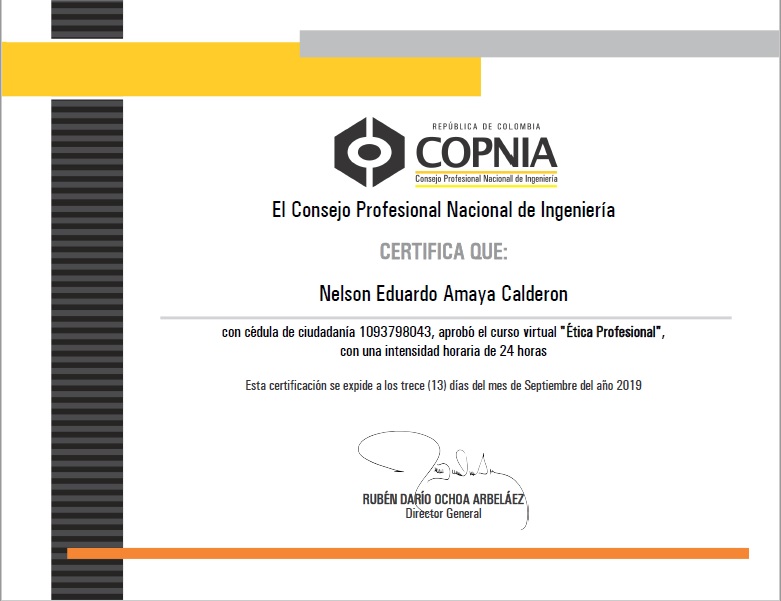 REPÚBLICA DE COLOMBIA
COPNIA
Consejo Profesional Nacional de Ingeniería
El Consejo Profesional Nacional de Ingeniería
CERTIFICA QUE:
Nelson Eduardo Amaya Calderon
con cédula de ciudadanía 1093798043, aprobó el curso virtual "Ética Profesional",
con una intensidad horaria de 24 horas
Esta certificación se expide a los trece (13) días del mes de Septiembre del año 2019
RUBÉN DARÍO OCHOA ARBELÁEZ
Director General